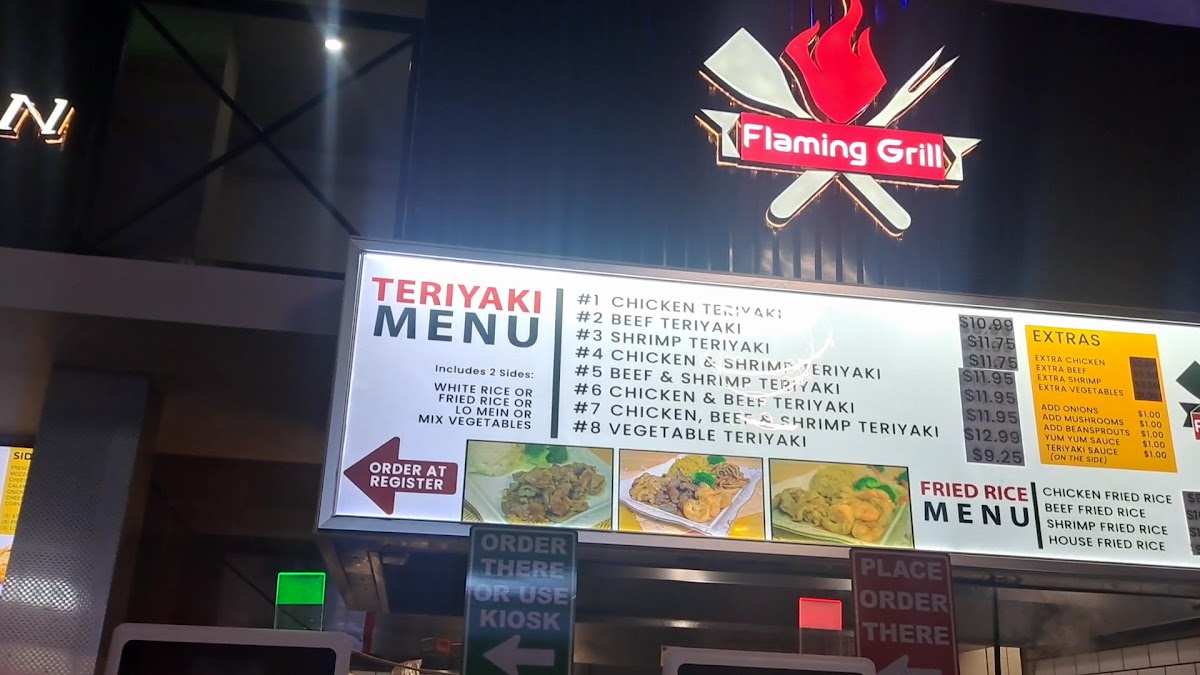 N
Flaming Grill
TERIYAKI
MENU
Includes 2 Sides:
WHITE RICE OR
FRIED RICE OR
LO MEIN OR
MIX VEGETABLES
ORDER AT
REGISTER
#1 CHICKEN TERIYAKI $10.99
#2 BEEF TERIYAKI $11.75
#3 SHRIMP TERIYAKI $11.75
#4 CHICKEN & SHRIMP TERIYAKI $11.95
#5 BEEF & SHRIMP TERIYAKI $11.95
#6 CHICKEN & BEEF TERIYAKI $11.95
#7 CHICKEN, BEEF & SHRIMP TERIYAKI $12.99
#8 VEGETABLE TERIYAKI $9.25
EXTRAS
EXTRA CHICKEN
EXTRA BEEF
EXTRA SHRIMP
EXTRA VEGETABLES
ADD ONIONS $1.00
ADD MUSHROOMS $1.00
ADD BEANSPROUTS $1.00
YUM YUM SAUCE $1.00
TERIYAKI SAUCE $1.00
(ON THE SIDE)
FRIED RICE
MENU
CHICKEN FRIED RICE
BEEF FRIED RICE
SHRIMP FRIED RICE
HOUSE FRIED RICE
SID
ORDER
THERE
OR USE
KIOSK
PLACE
ORDER
THERE